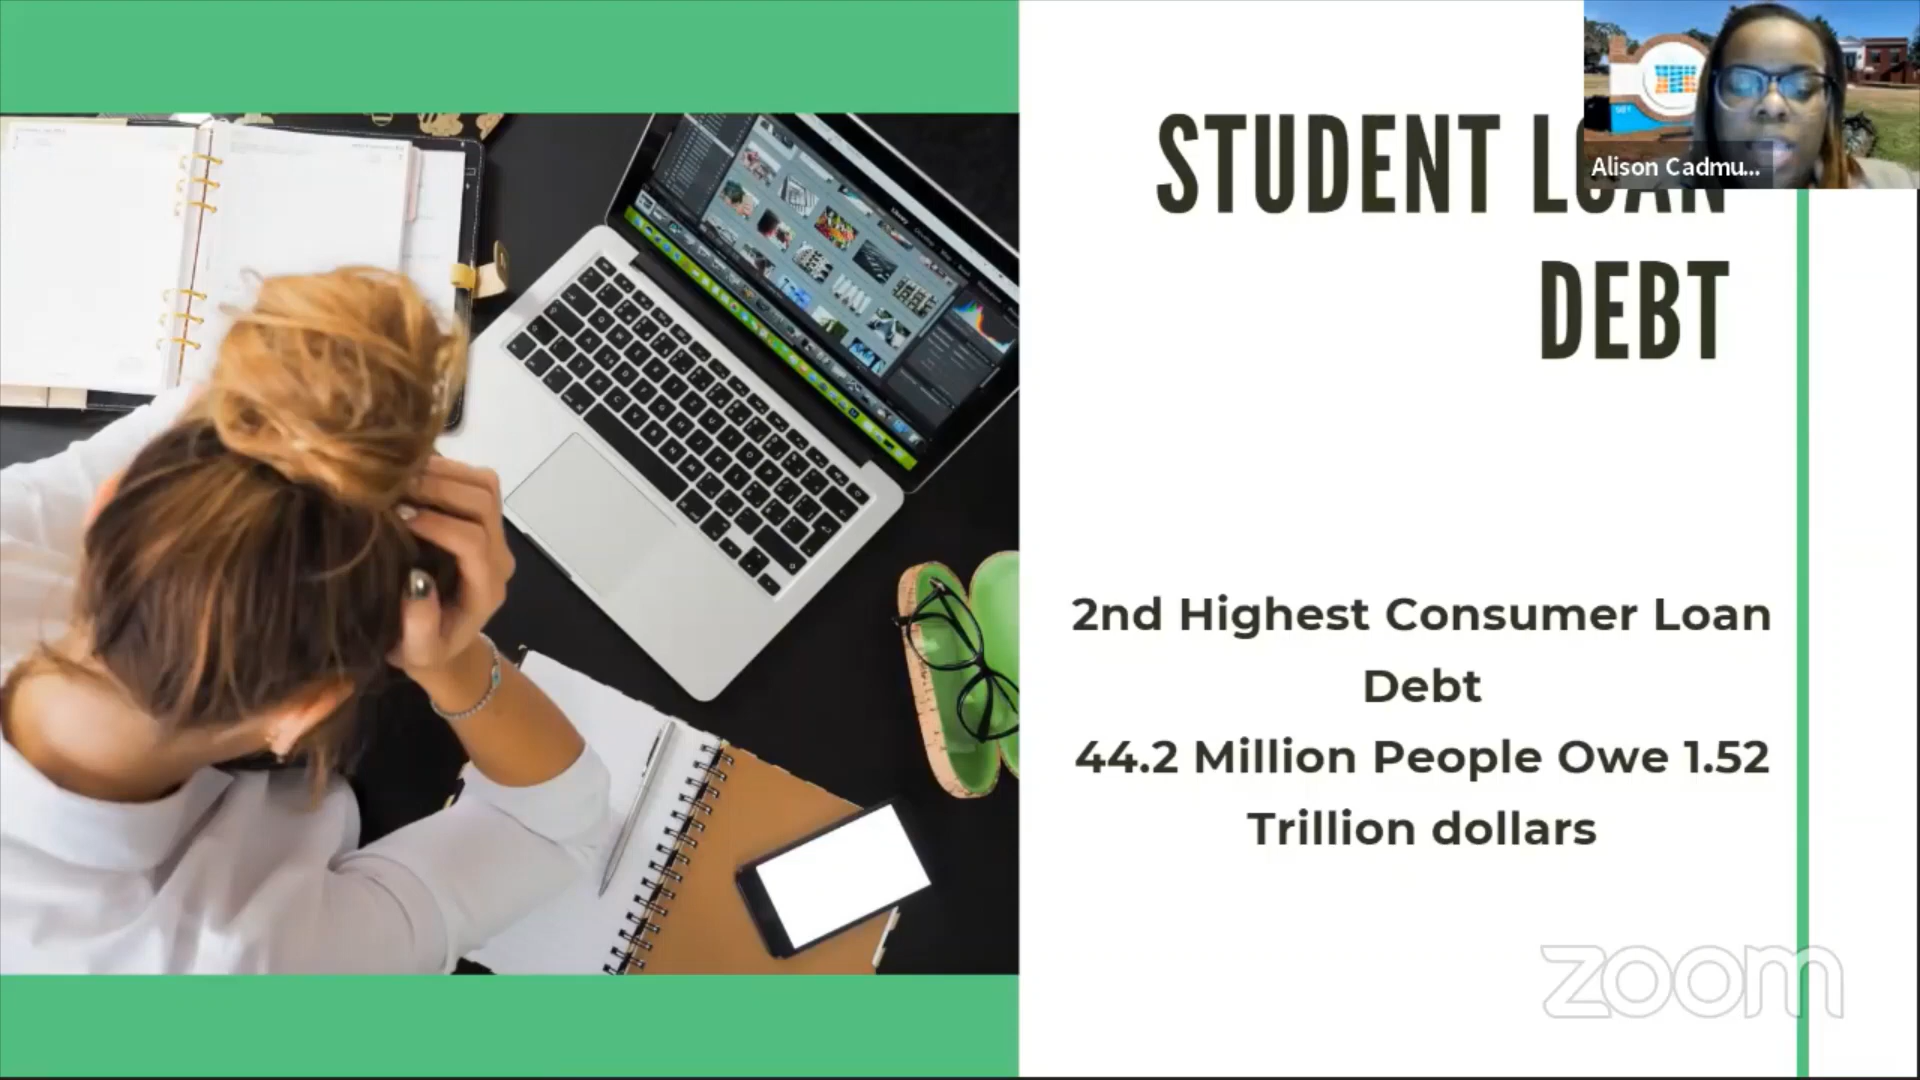 STUDENT LOAN
DEBT
Alison Cadmu...
2nd Highest Consumer Loan
Debt
44.2 Million People Owe 1.52
Trillion dollars
zoom